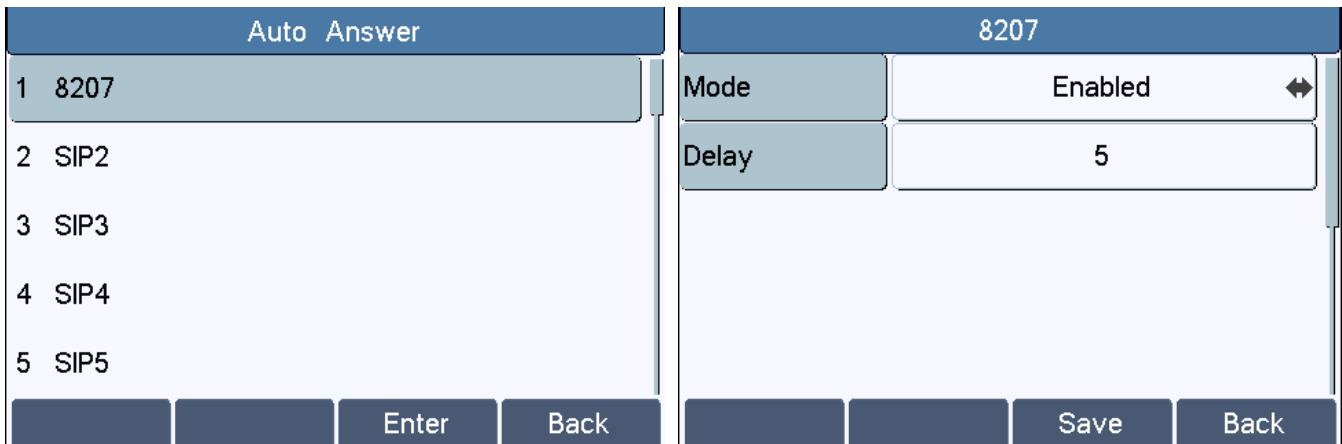 Auto Answer
1 8207
2 SIP2
3 SIP3
4 SIP4
5 SIP5
Enter Back
8207
Mode Enabled
Delay 5
Save Back